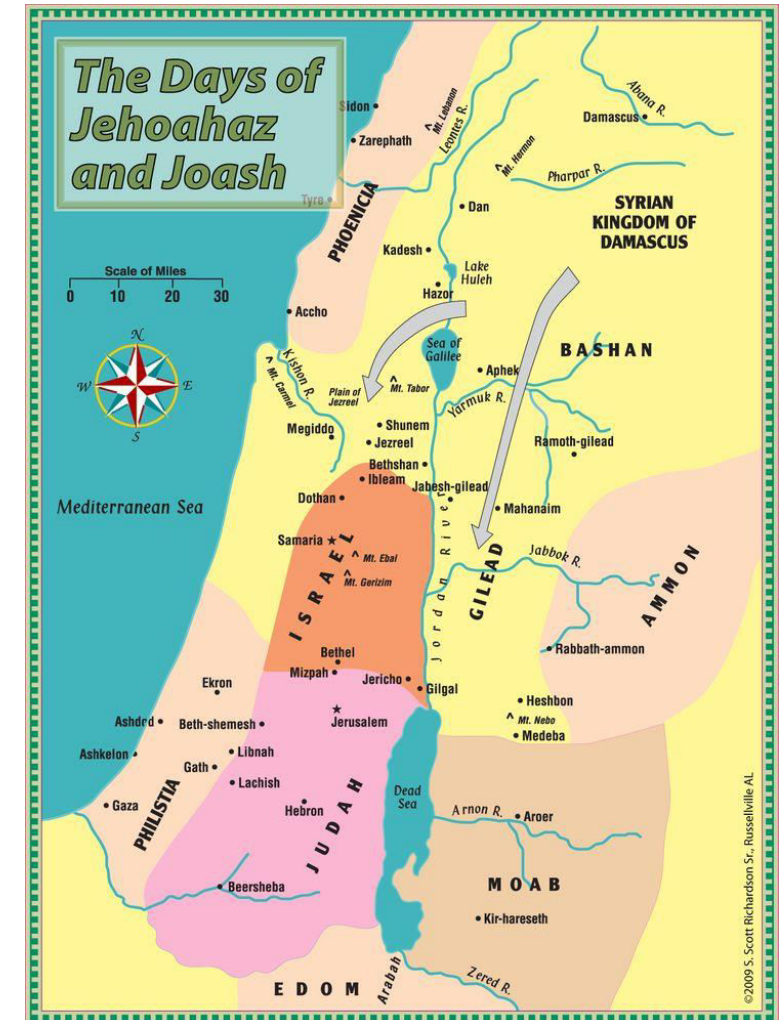 The Days of
Jehoahaz
and Joash
Sidon
Zarephath
Tyre
PHOENICIA
Mt. Lebanon
Leontes R.
Mt. Hermon
Abana R.
Damascus
Pharpar R.
Dan
SYRIAN
KINGDOM OF
DAMASCUS
Kadesh
Lake
Huleh
Hazor
Scale of Miles
0 10 20 30
Accho
N
W E
S
Sea of
Galilee
BASHAN
Kishon R.
Mt. Carmel
Plain of
Jezreel
Mt. Tabor
Aphek
Yarmuk R.
Megiddo
Shunem
Jezreel
Ramoth-gilead
Bethshan
Ibleam
Jabesh-gilead
Dothan
Mahanaim
Mediterranean Sea
Samaria
ISRAEL
Mt. Ebal
Mt. Gerizim
Jordan River
GILEAD
Jabbok R.
AMMON
Rabbath-ammon
Bethel
Mizpah
Jericho
Gilgal
Ekron
Heshbon
Mt. Nebo
Medeba
Ashdod
Beth-shemesh
Jerusalem
Ashkelon
Libnah
Gath
Lachish
Gaza
PHILISTIA
Hebron
JUDAH
Dead
Sea
Arnon R.
Aroer
Beersheba
MOAB
Kir-hareseth
EDOM
Arabah
Zered R.
©2009 S. Scott Richardson Sr., Russellville AL